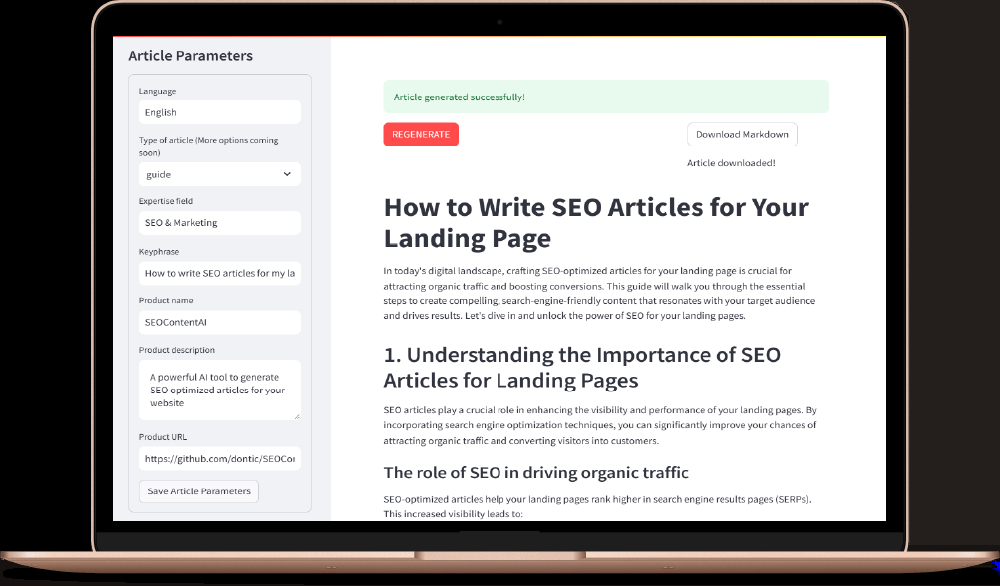 Article Parameters
Language
English
Type of article (More options coming
soon)
guide
Expertise field
SEO & Marketing
Keyphrase
How to write SEO articles for my la
Product name
SEOContentAI
Product description
A powerful AI tool to generate
SEO optimized articles for your
website
Product URL
https://github.com/dontic/SEOCon
Save Article Parameters
Article generated successfully!
REGENERATE
Download Markdown
Article downloaded!
How to Write SEO Articles for Your
Landing Page
In today's digital landscape, crafting SEO-optimized articles for your landing page is crucial for
attracting organic traffic and boosting conversions. This guide will walk you through the essential
steps to create compelling, search-engine-friendly content that resonates with your target audience
and drives results. Let's dive in and unlock the power of SEO for your landing pages.
1. Understanding the Importance of SEO
Articles for Landing Pages
SEO articles play a crucial role in enhancing the visibility and performance of your landing pages. By
incorporating search engine optimization techniques, you can significantly improve your chances of
attracting organic traffic and converting visitors into customers.
The role of SEO in driving organic traffic
SEO-optimized articles help your landing pages rank higher in search engine results pages (SERPs).
This increased visibility leads to: